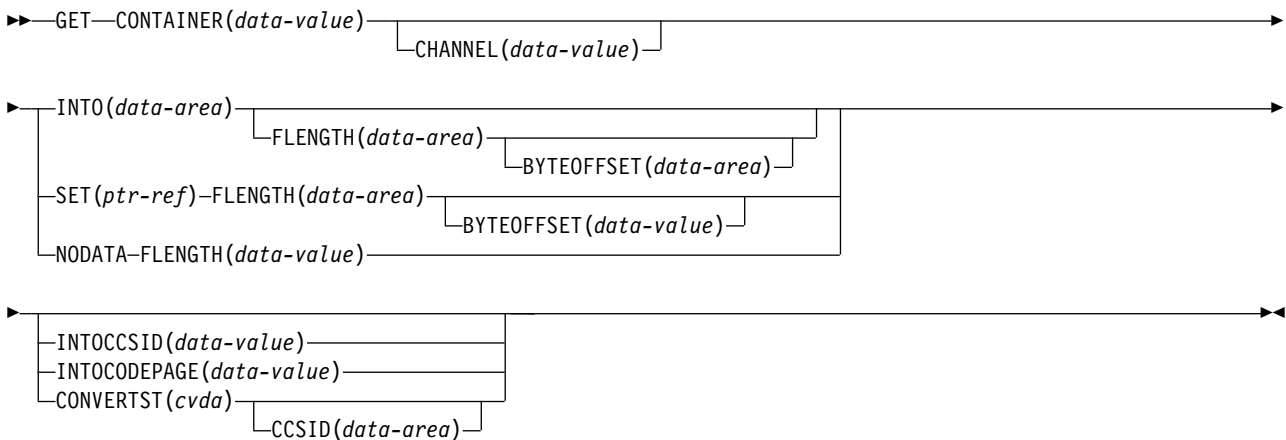 GET CONTAINER(data-value)
CHANNEL(data-value)
INTO(data-area)
FLENGTH(data-area)
BYTEOFFSET(data-area)
SET(ptr-ref) FLENGTH(data-area)
BYTEOFFSET(data-value)
NODATA FLENGTH(data-value)
INTOCCSID(data-value)
INTOCODEPAGE(data-value)
CONVERTST(cvda)
CCSID(data-area)